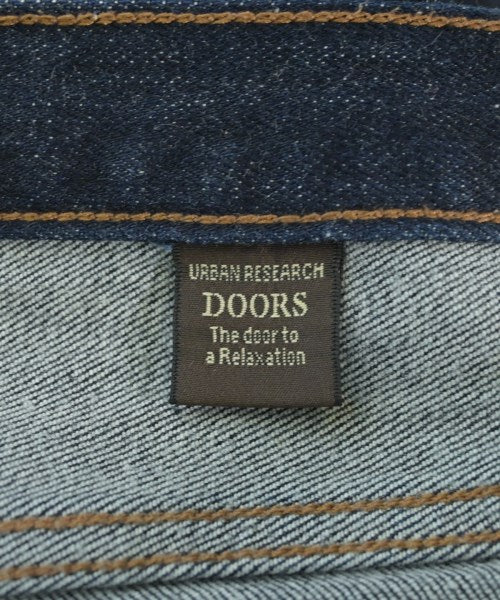 URBAN RESEARCH
DOORS
The door to
a Relaxation